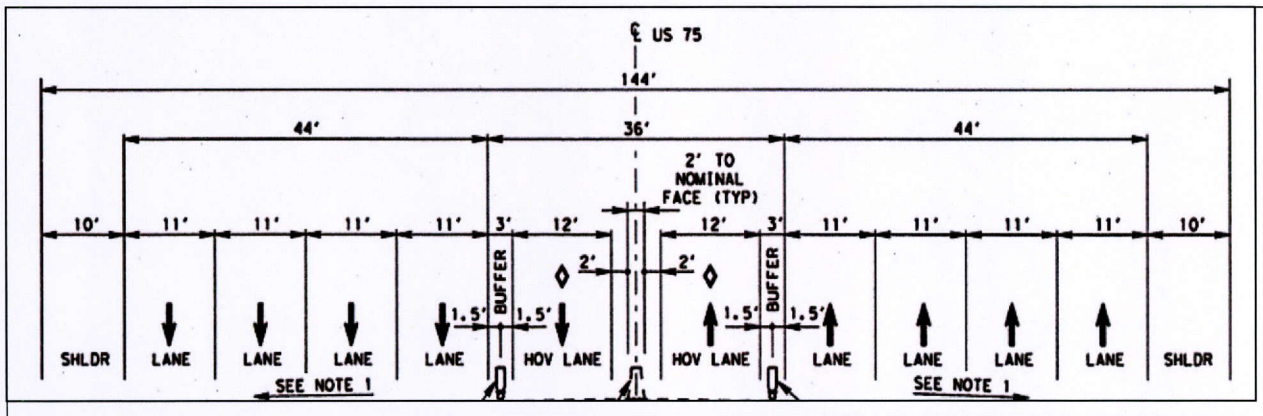 ℄ US 75
144'
44' 36' 44'
2' TO
NOMINAL
FACE (TYP)
10' 11' 11' 11' 11' 3' 12' 12' 3' 11' 11' 11' 11' 10'
2' 2'
BUFFER BUFFER
1.5' 1.5' 1.5' 1.5'
SHLDR LANE LANE LANE LANE HOV LANE HOV LANE LANE LANE LANE LANE SHLDR
SEE NOTE 1 SEE NOTE 1